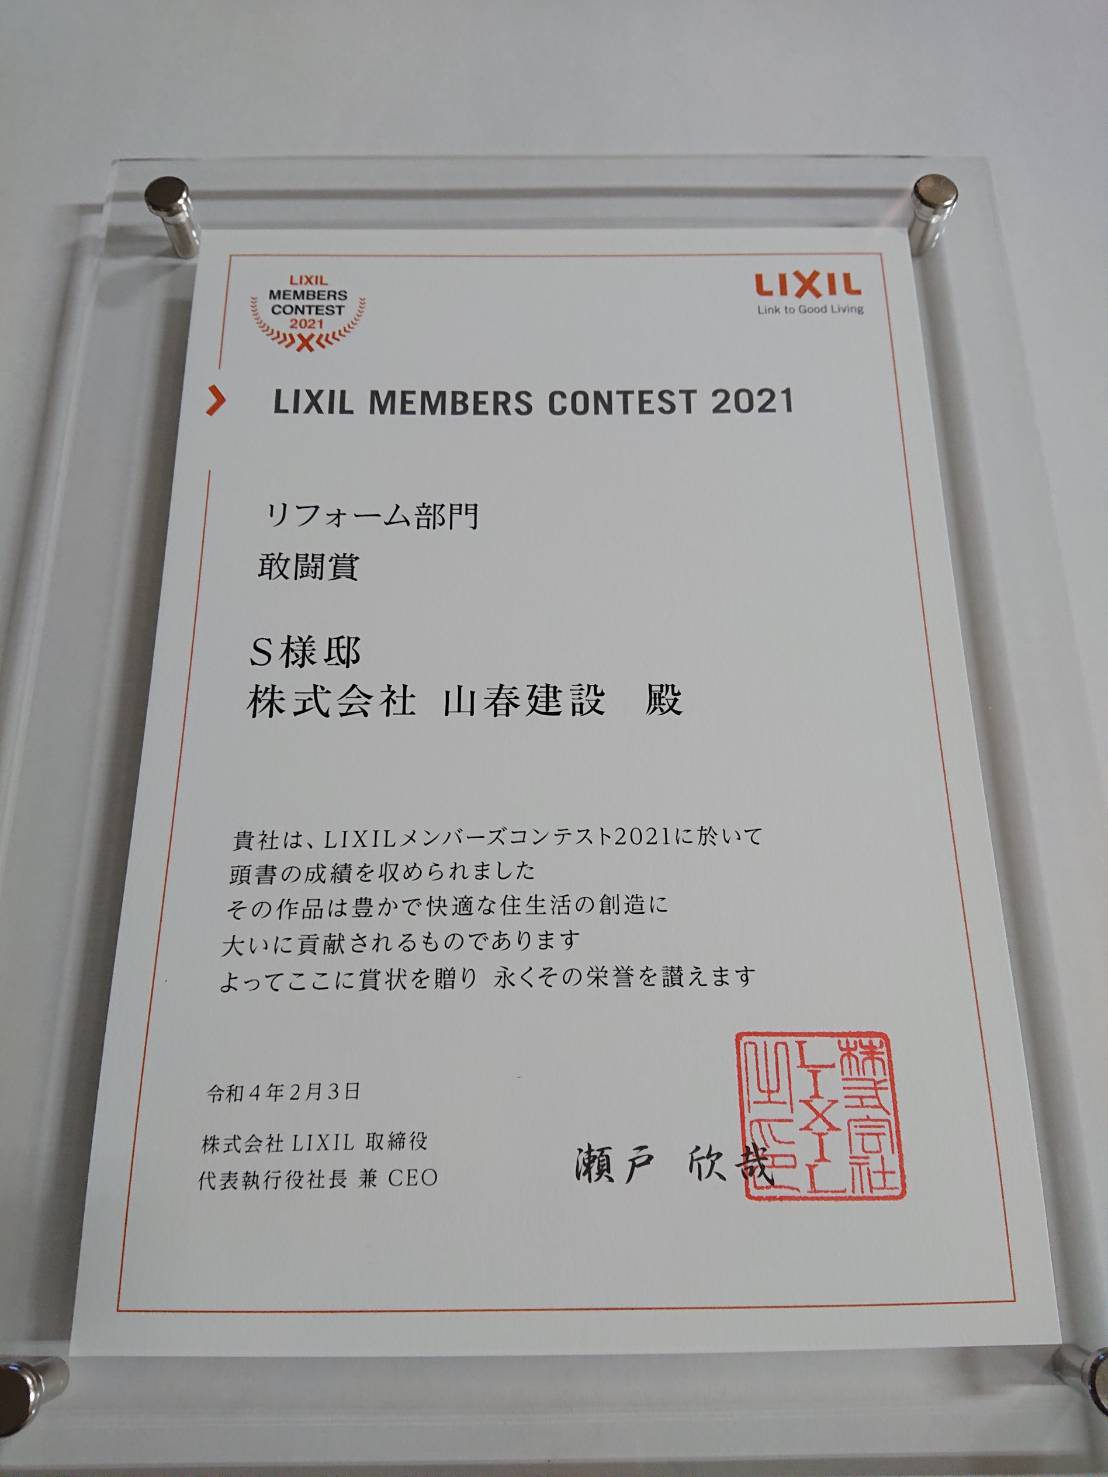 LIXIL
MEMBERS
CONTEST
2021
LIXIL
Link to Good Living
LIXIL MEMBERS CONTEST 2021
リフォーム部門
敢闘賞
S様邸
株式会社 山春建設 殿
貴社は、LIXILメンバーズコンテスト2021に於いて
頭書の成績を収められました
その作品は豊かで快適な住生活の創造に
大いに貢献されるものであります
よってここに賞状を贈り 永くその栄誉を讃えます
令和4年2月3日
株式会社 LIXIL 取締役
代表執行役社長 兼 CEO
瀬戸 欣哉
株式会社
LIXIL
之印